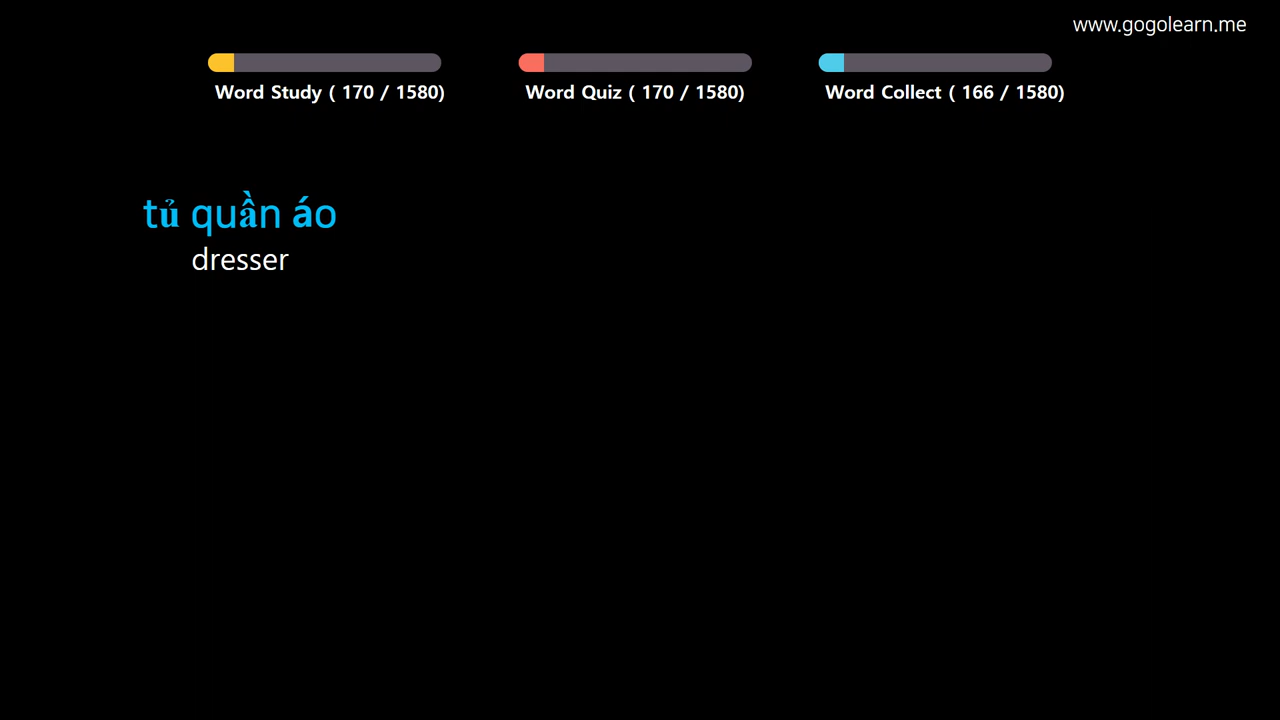 www.gogolearn.me
Word Study ( 170 / 1580)
Word Quiz ( 170 / 1580)
Word Collect ( 166 / 1580)
tủ quần áo
dresser